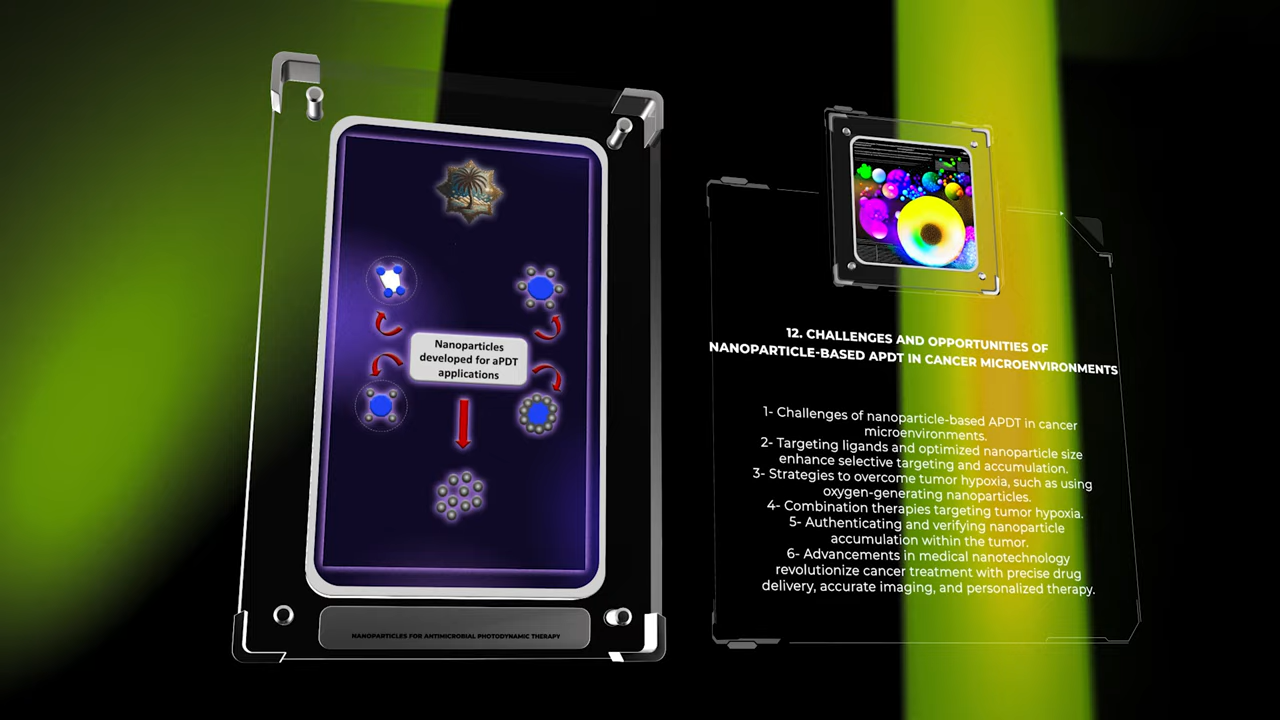 Nanoparticles
developed for aPDT
applications
NANOPARTICLES FOR ANTIMICROBIAL PHOTODYNAMIC THERAPY
12. CHALLENGES AND OPPORTUNITIES OF
NANOPARTICLE-BASED APDT IN CANCER MICROENVIRONMENTS
1- Challenges of nanoparticle-based APDT in cancer
microenvironments.
2- Targeting ligands and optimized nanoparticle size
enhance selective targeting and accumulation.
3- Strategies to overcome tumor hypoxia, such as using
oxygen-generating nanoparticles.
4- Combination therapies targeting tumor hypoxia.
5- Authenticating and verifying nanoparticle
accumulation within the tumor.
6- Advancements in medical nanotechnology
revolutionize cancer treatment with precise drug
delivery, accurate imaging, and personalized therapy.